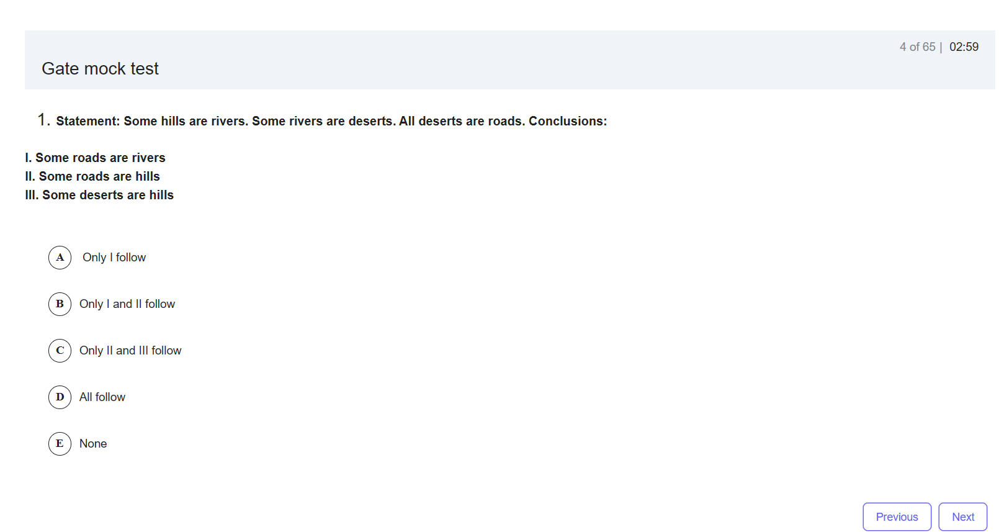 4 of 65 | 02:59
Gate mock test
1. Statement: Some hills are rivers. Some rivers are deserts. All deserts are roads. Conclusions:
I. Some roads are rivers
II. Some roads are hills
III. Some deserts are hills
A Only I follow
B Only I and II follow
C Only II and III follow
D All follow
E None
Previous Next